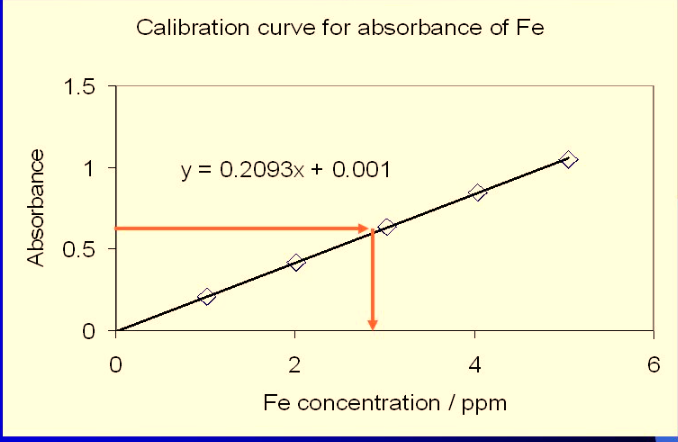 Calibration curve for absorbance of Fe
1.5
1
0.5
0
Absorbance
y = 0.2093x + 0.001
0 2 4 6
Fe concentration / ppm